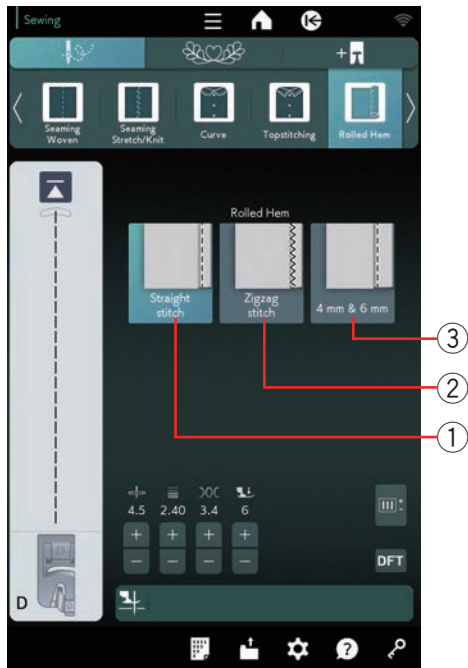 Sewing
+
Seaming
Woven
Seaming
Stretch/Knit
Curve
Topstitching
Rolled Hem
Rolled Hem
Straight
stitch
Zigzag
stitch
4 mm & 6 mm
③
②
①
4.5 2.40 3.4 6
+ + + +
− − − −
DFT
D
?